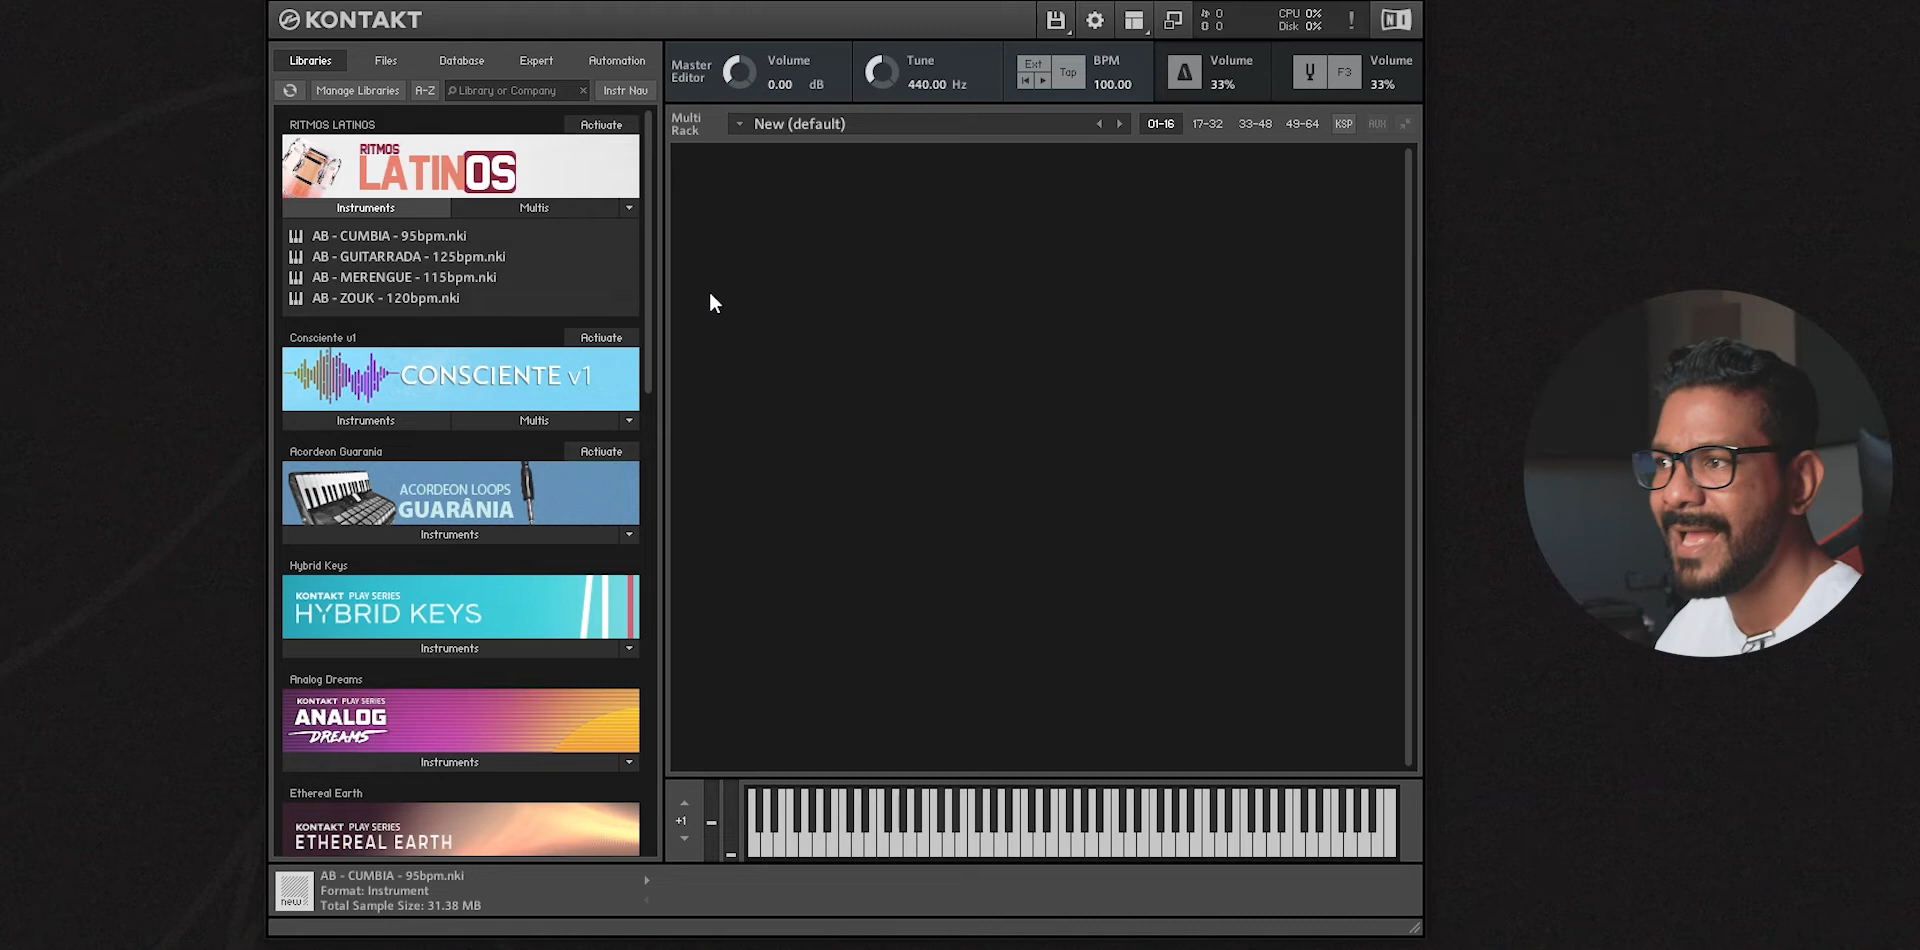 KONTAKT
0
0 0
CPU 0%
Disk 0%
!
NI
Libraries Files Database Expert Automation
Manage Libraries A-Z Library or Company × Instr Nav
Master
Editor
Volume
0.00 dB
Tune
440.00 Hz
Ext
Tap
BPM
100.00
Volume
33%
F3
Volume
33%
Multi
Rack
New (default)
01-16 17-32 33-48 49-64 KSP AUX
RITMOS LATINOS Activate
RITMOS
LATINOS
Instruments Multis
AB - CUMBIA - 95bpm.nki
AB - GUITARRADA - 125bpm.nki
AB - MERENGUE - 115bpm.nki
AB - ZOUK - 120bpm.nki
Consciente v1 Activate
CONSCIENTE v1
Instruments Multis
Acordeon Guarania Activate
ACORDEON LOOPS
GUARÂNIA
Instruments
Hybrid Keys
KONTAKT PLAY SERIES
HYBRID KEYS
Instruments
Analog Dreams
KONTAKT PLAY SERIES
ANALOG
DREAMS
Instruments
Ethereal Earth
KONTAKT PLAY SERIES
ETHEREAL EARTH
+1
new
AB - CUMBIA - 95bpm.nki
Format: Instrument
Total Sample Size: 31.38 MB